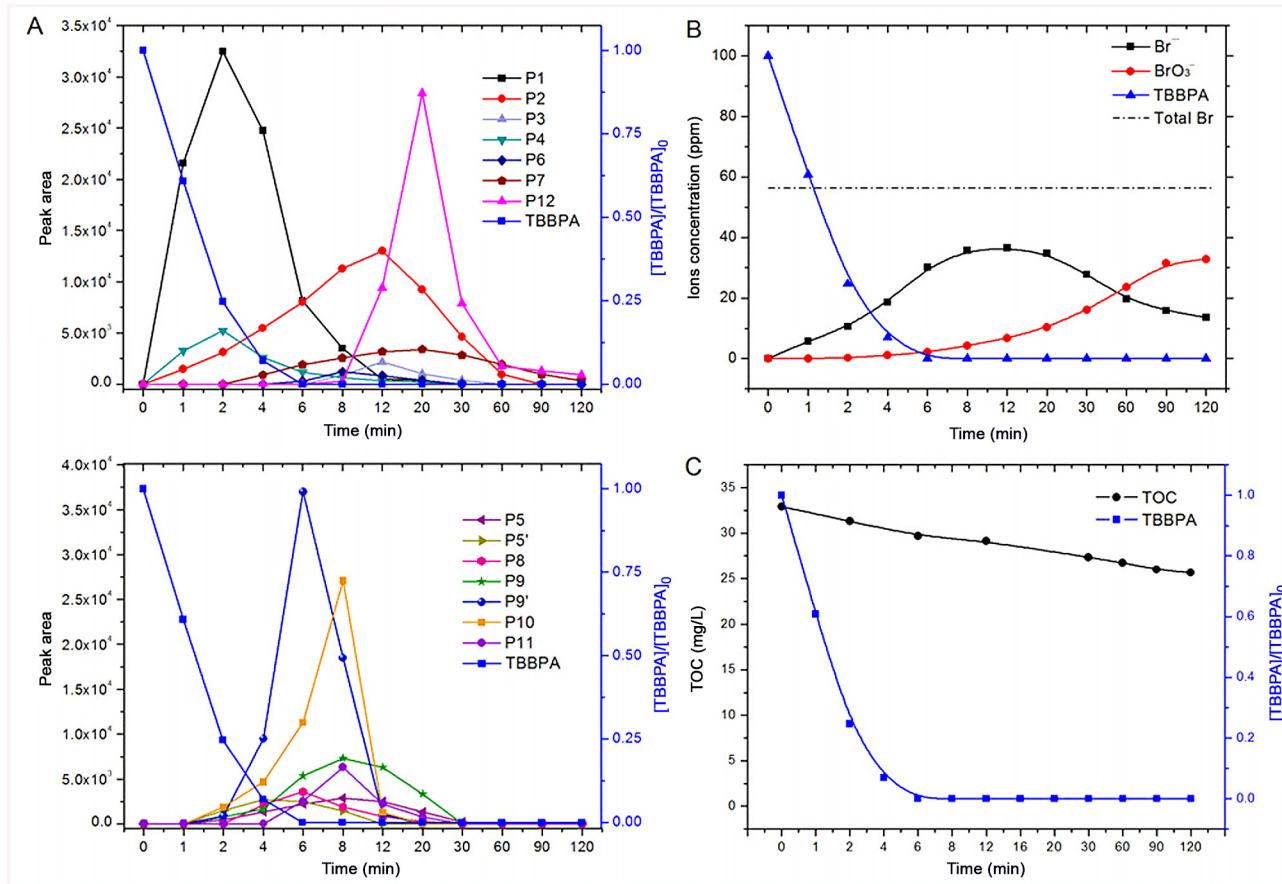 A
Peak area
3.5x10⁴
3.0x10⁴
2.5x10⁴
2.0x10⁴
1.5x10⁴
1.0x10⁴
5.0x10³
0.0
P1
P2
P3
P4
P6
P7
P12
TBBPA
1.00
0.75
0.50
0.25
0.00
[TBBPA]/[TBBPA]₀
0 1 2 4 6 8 12 20 30 60 90 120
Time (min)
B
Ions concentration (ppm)
100
80
60
40
20
0
Br⁻
BrO₃⁻
TBBPA
Total Br
0 1 2 4 6 8 12 20 30 60 90 120
Time (min)
Peak area
4.0x10⁴
3.5x10⁴
3.0x10⁴
2.5x10⁴
2.0x10⁴
1.5x10⁴
1.0x10⁴
5.0x10³
0.0
P5
P5'
P8
P9
P9'
P10
P11
TBBPA
1.00
0.75
0.50
0.25
0.00
[TBBPA]/[TBBPA]₀
0 1 2 4 6 8 12 20 30 60 90 120
Time (min)
C
TOC (mg/L)
35
30
25
20
15
10
5
0
TOC
TBBPA
1.0
0.8
0.6
0.4
0.2
0.0
[TBBPA]/[TBBPA]₀
0 1 2 4 6 8 12 16 20 30 60 90 120
Time (min)